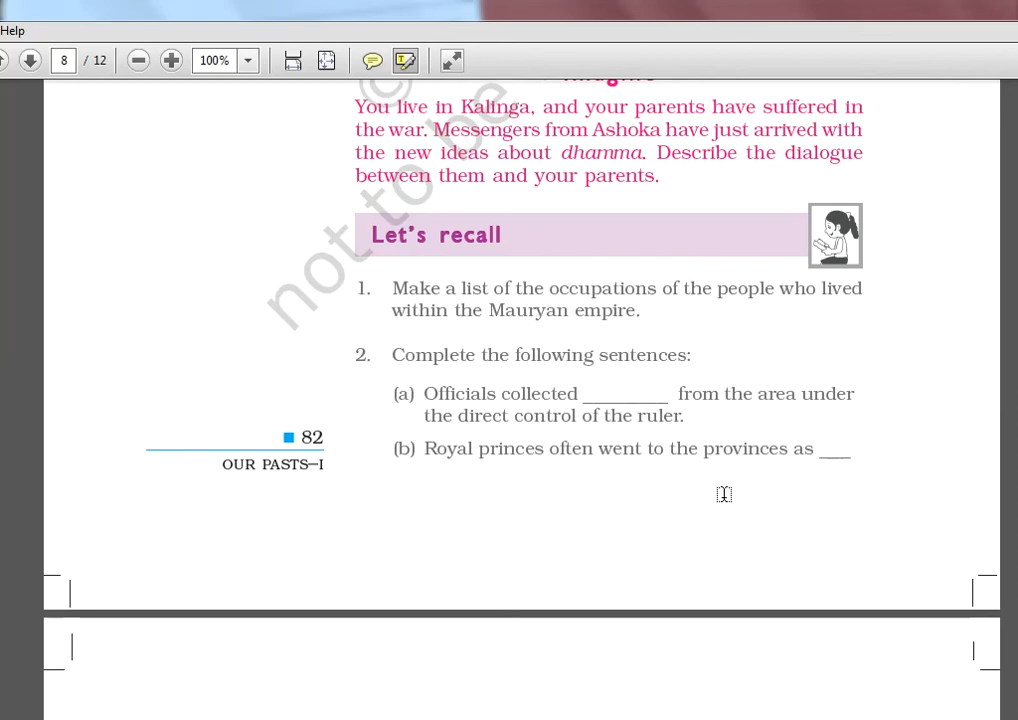 Help
8 / 12
100%
Imagine
You live in Kalinga, and your parents have suffered in
the war. Messengers from Ashoka have just arrived with
the new ideas about dhamma. Describe the dialogue
between them and your parents.
Let's recall
1. Make a list of the occupations of the people who lived
within the Mauryan empire.
2. Complete the following sentences:
(a) Officials collected _________ from the area under
the direct control of the ruler.
(b) Royal princes often went to the provinces as ___
■ 82
OUR PASTS—I
© 
not to be